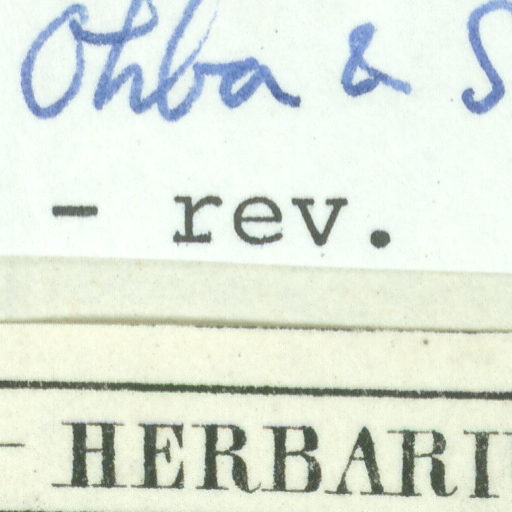 Ohba & S
- rev.
- HERBARI